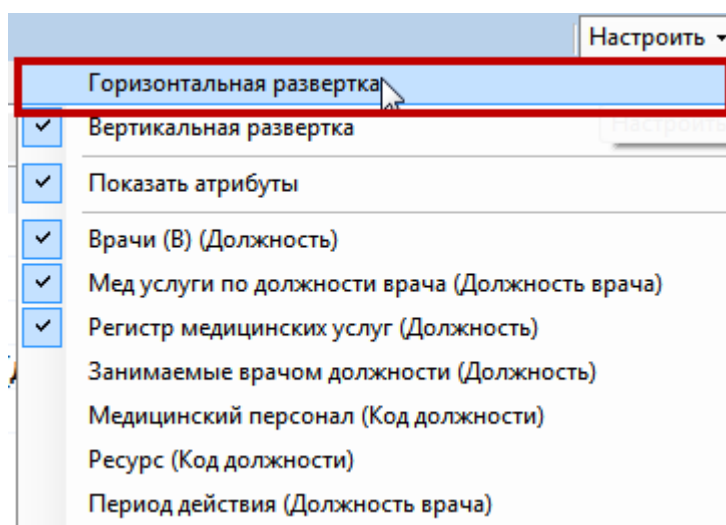 Настроить
Горизонтальная развертка
Вертикальная развертка
Настроить
Показать атрибуты
Врачи (В) (Должность)
Мед услуги по должности врача (Должность врача)
Регистр медицинских услуг (Должность)
Занимаемые врачом должности (Должность)
Медицинский персонал (Код должности)
Ресурс (Код должности)
Период действия (Должность врача)